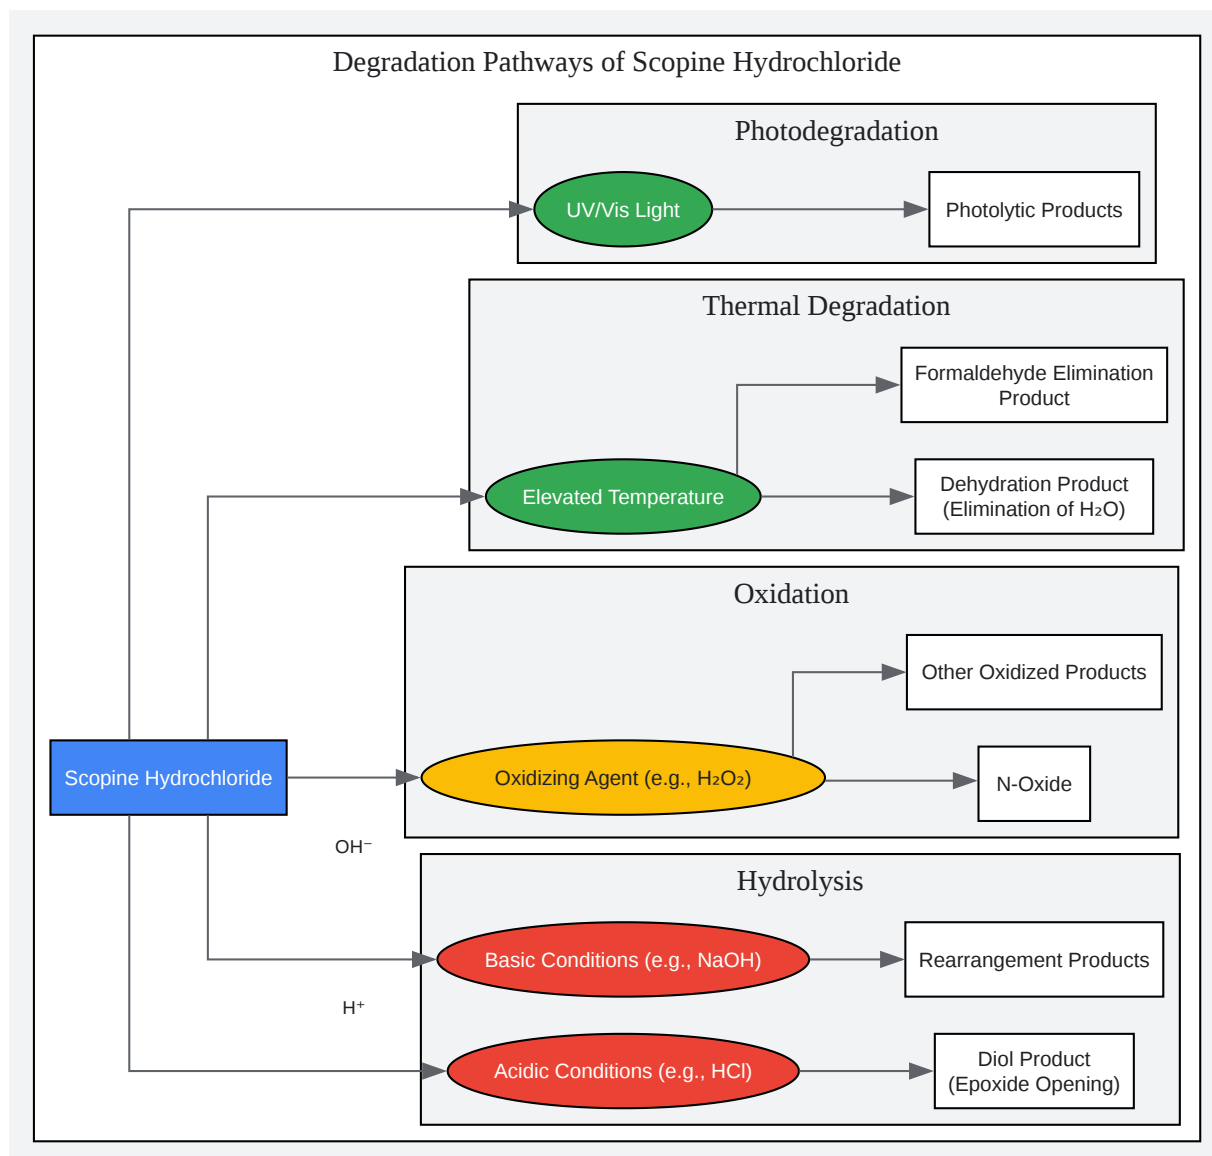 Degradation Pathways of Scopine Hydrochloride
Photodegradation
UV/Vis Light
Photolytic Products
Thermal Degradation
Formaldehyde Elimination
Product
Elevated Temperature
Dehydration Product
(Elimination of H₂O)
Oxidation
Other Oxidized Products
Scopine Hydrochloride
Oxidizing Agent (e.g., H₂O₂)
N-Oxide
OH⁻
Hydrolysis
Basic Conditions (e.g., NaOH)
Rearrangement Products
H⁺
Acidic Conditions (e.g., HCl)
Diol Product
(Epoxide Opening)